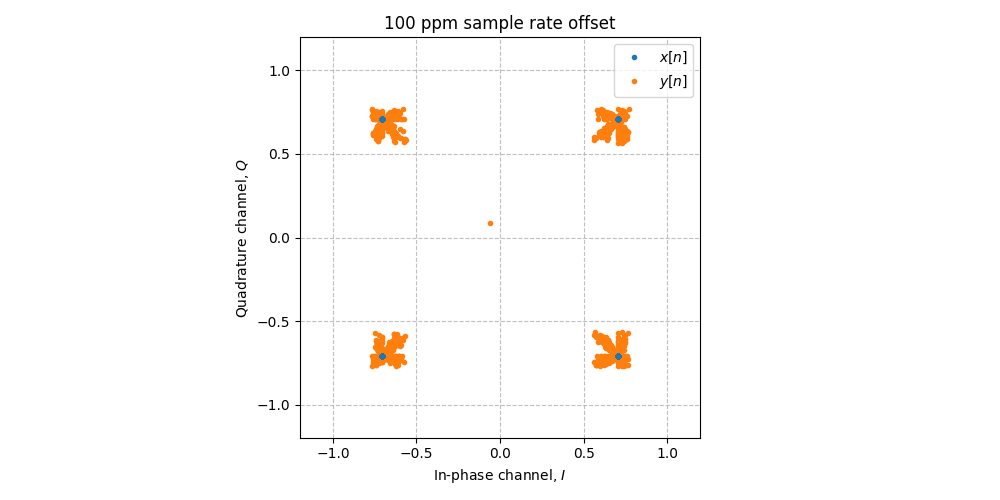 100 ppm sample rate offset
x[n]
y[n]
1.0
0.5
0.0
−0.5
−1.0
Quadrature channel, Q
−1.0
−0.5
0.0
0.5
1.0
In-phase channel, I